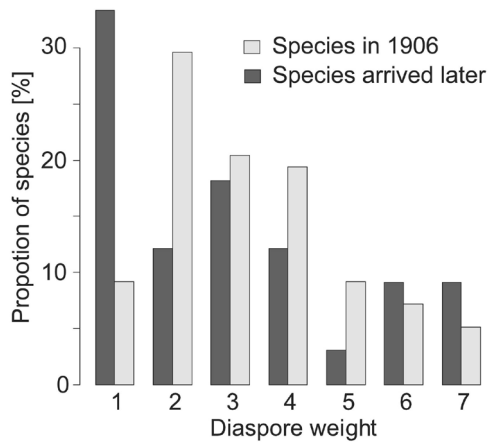 Species in 1906
Species arrived later
Propotion of species [%]
30
20
10
0
1 2 3 4 5 6 7
Diaspore weight